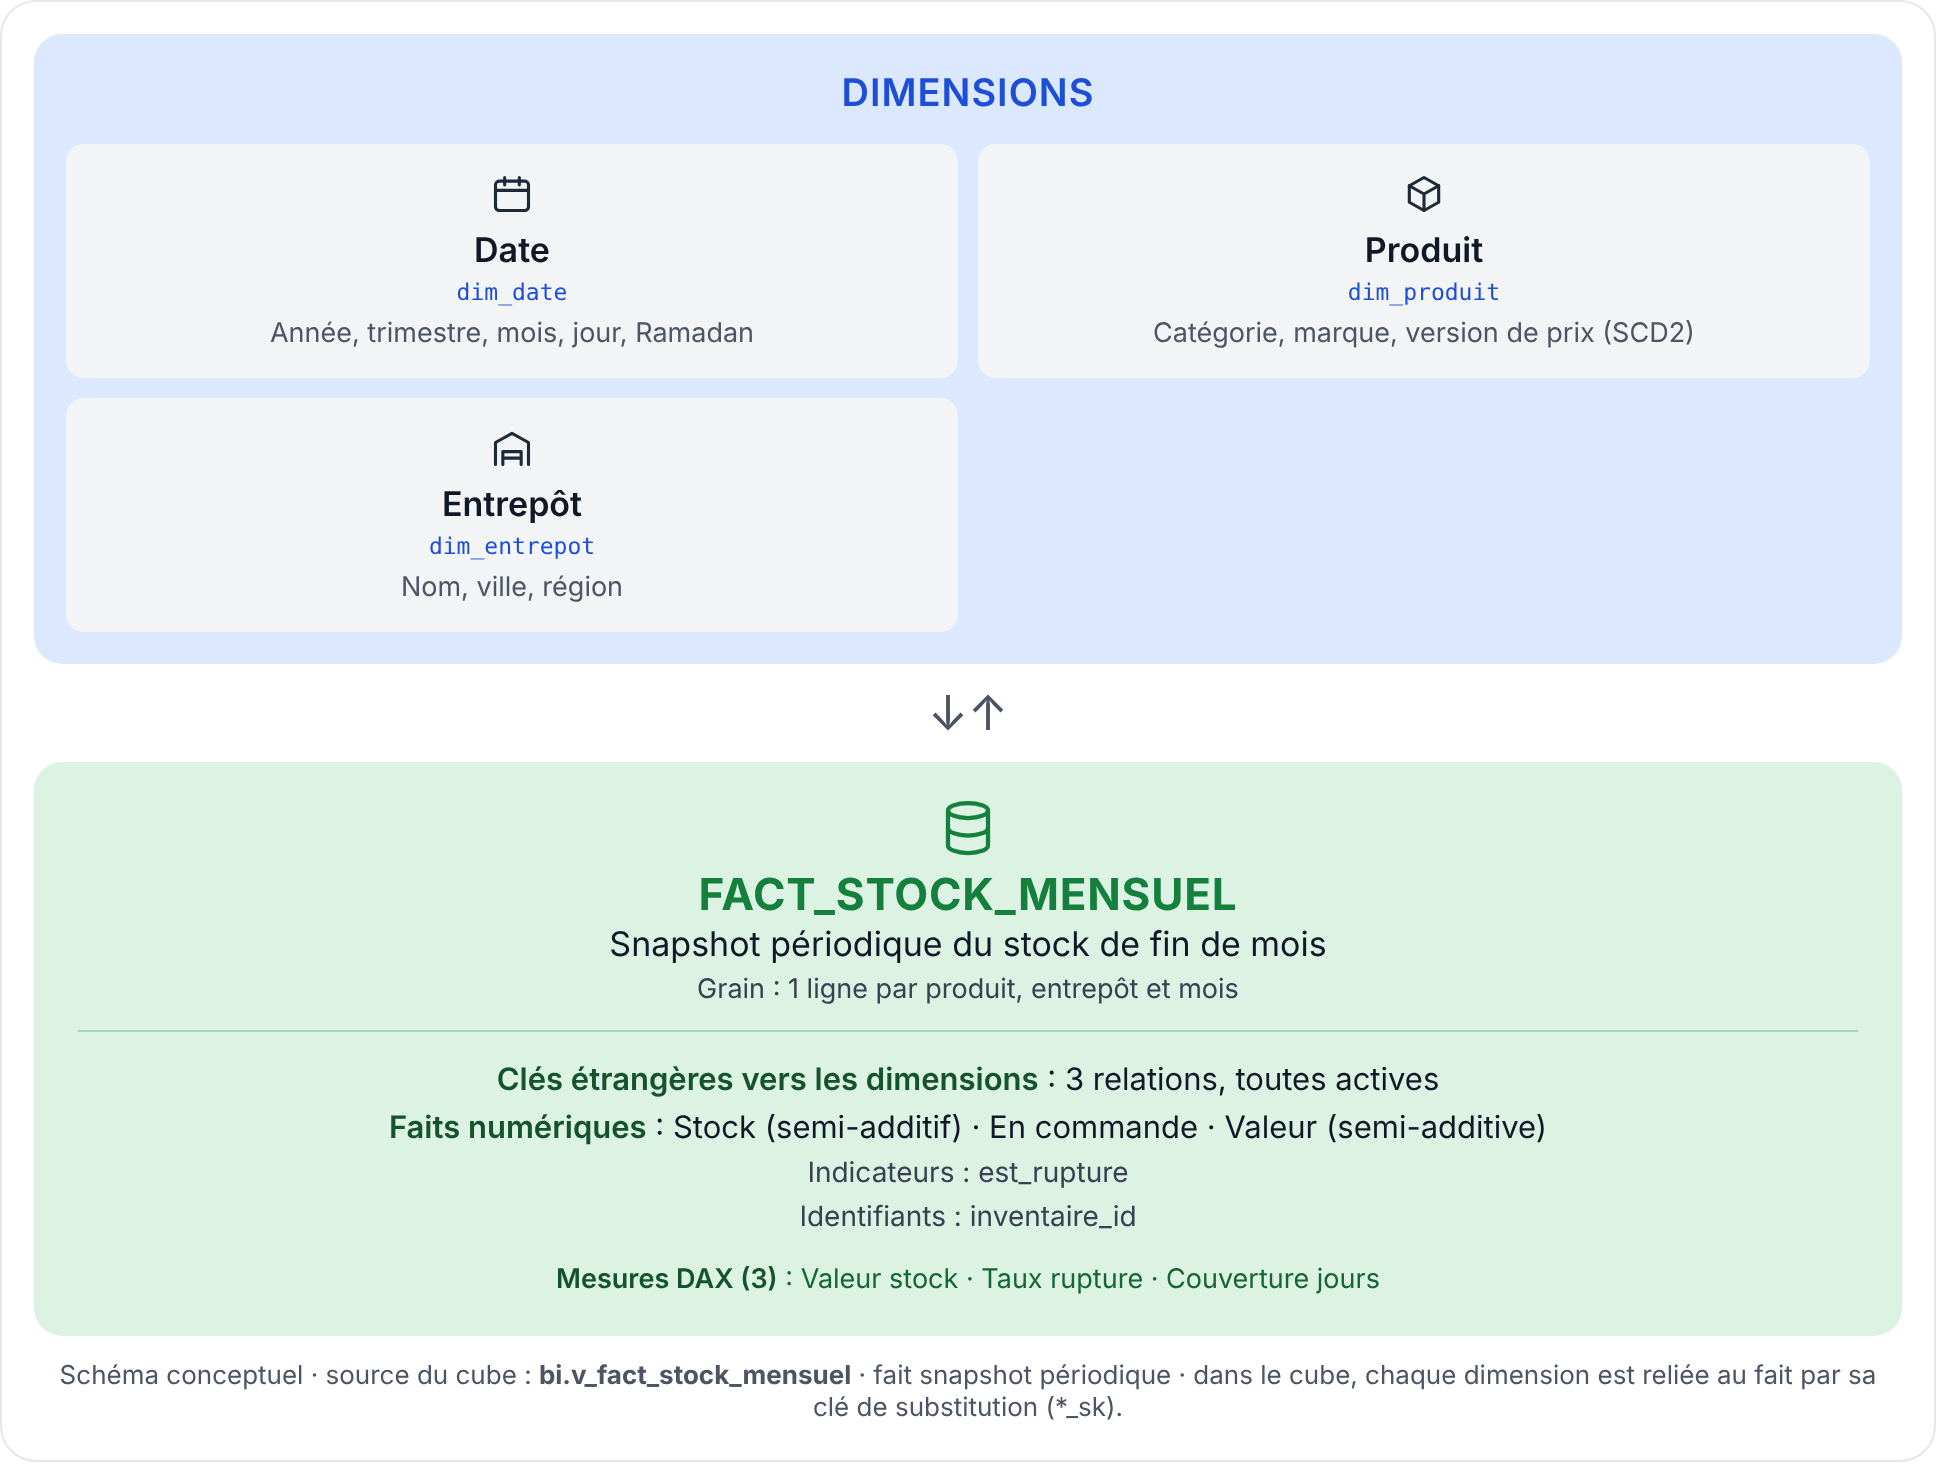 DIMENSIONS
Date
dim_date
Année, trimestre, mois, jour, Ramadan
Produit
dim_produit
Catégorie, marque, version de prix (SCD2)
Entrepôt
dim_entrepot
Nom, ville, région
FACT_STOCK_MENSUEL
Snapshot périodique du stock de fin de mois
Grain : 1 ligne par produit, entrepôt et mois
Clés étrangères vers les dimensions : 3 relations, toutes actives
Faits numériques : Stock (semi-additif) · En commande · Valeur (semi-additive)
Indicateurs : est_rupture
Identifiants : inventaire_id
Mesures DAX (3) : Valeur stock · Taux rupture · Couverture jours
Schéma conceptuel · source du cube : bi.v_fact_stock_mensuel · fait snapshot périodique · dans le cube, chaque dimension est reliée au fait par sa
clé de substitution (*_sk).